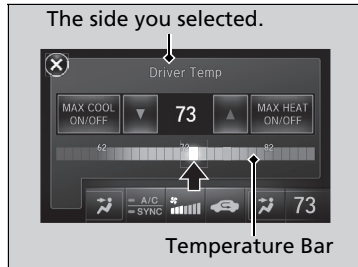 The side you selected.
Driver Temp
MAX COOL ON/OFF
73
MAX HEAT ON/OFF
62 72 82
A/C
SYNC
73
Temperature Bar